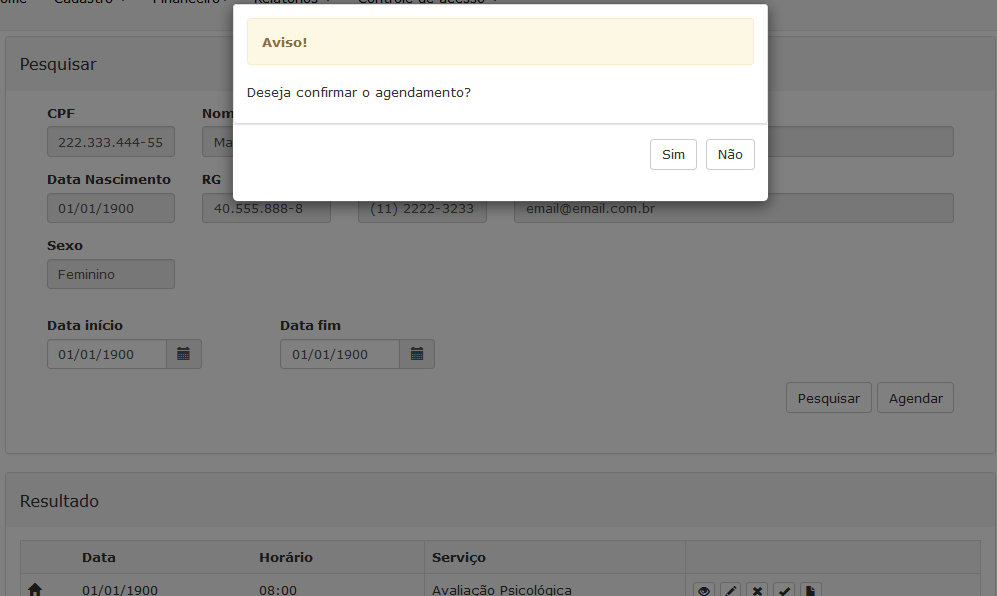 Cadastro Financeiro Relatórios Controle de acesso
Aviso!
Deseja confirmar o agendamento?
Sim Não
Pesquisar
CPF
222.333.444-55
Data Nascimento RG
01/01/1900 40.555.888-8 (11) 2222-3233 email@email.com.br
Sexo
Feminino
Data início Data fim
01/01/1900 01/01/1900
Pesquisar Agendar
Resultado
Data Horário Serviço
01/01/1900 08:00 Avaliação Psicológica